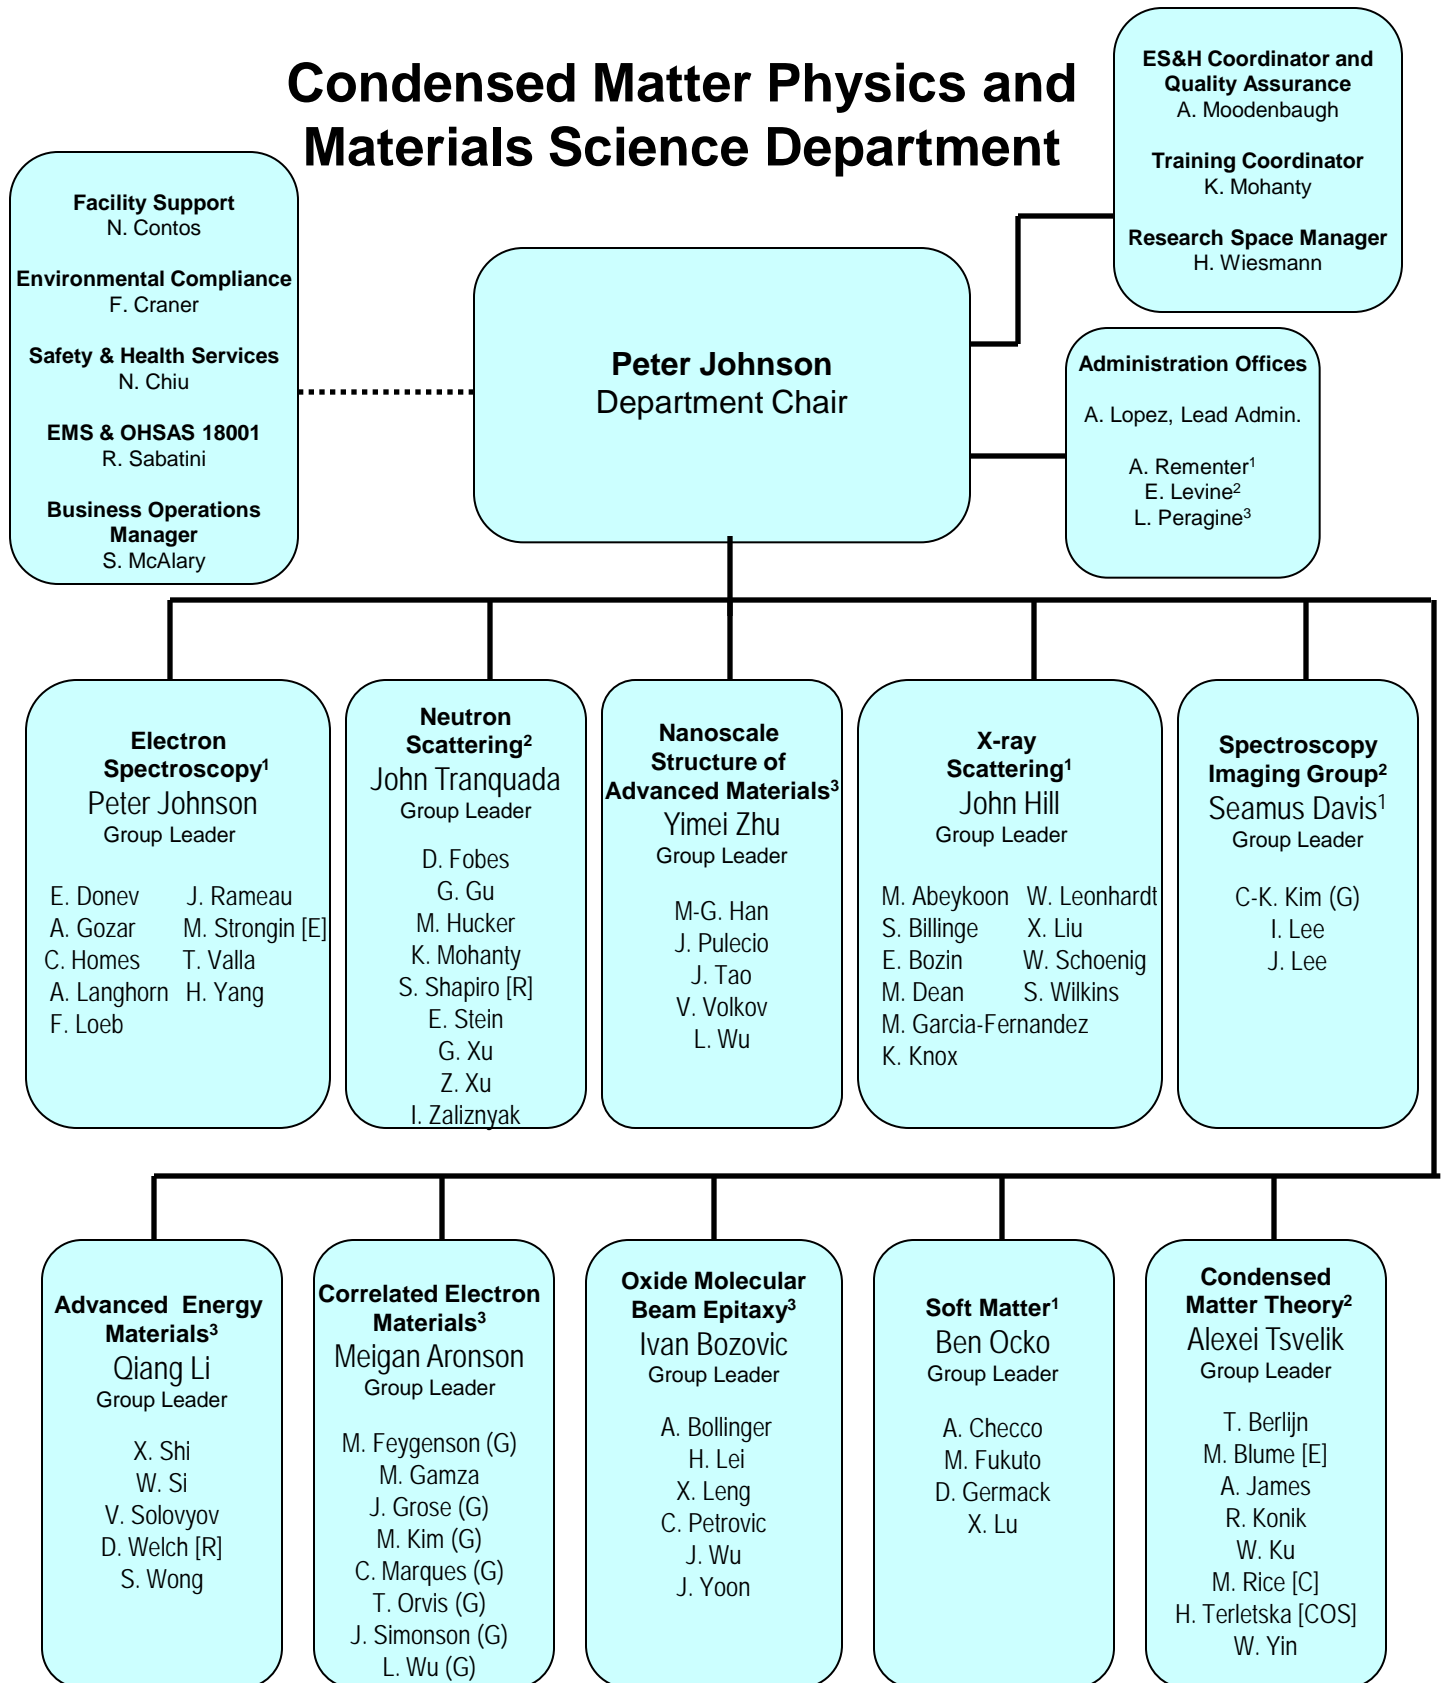 Condensed Matter Physics and
Materials Science Department
ES&H Coordinator and
Quality Assurance
A. Moodenbaugh
Training Coordinator
K. Mohanty
Research Space Manager
H. Wiesmann
Facility Support
N. Contos
Environmental Compliance
F. Craner
Safety & Health Services
N. Chiu
EMS & OHSAS 18001
R. Sabatini
Business Operations
Manager
S. McAlary
Peter Johnson
Department Chair
Administration Offices
A. Lopez, Lead Admin.
A. Rementer¹
E. Levine²
L. Peragine³
Electron
Spectroscopy¹
Peter Johnson
Group Leader
E. Donev J. Rameau
A. Gozar M. Strongin [E]
C. Homes T. Valla
A. Langhorn H. Yang
F. Loeb
Neutron
Scattering²
John Tranquada
Group Leader
D. Fobes
G. Gu
M. Hucker
K. Mohanty
S. Shapiro [R]
E. Stein
G. Xu
Z. Xu
I. Zaliznyak
Nanoscale
Structure of
Advanced Materials³
Yimei Zhu
Group Leader
M-G. Han
J. Pulecio
J. Tao
V. Volkov
L. Wu
X-ray
Scattering¹
John Hill
Group Leader
M. Abeykoon W. Leonhardt
S. Billinge X. Liu
E. Bozin W. Schoenig
M. Dean S. Wilkins
M. Garcia-Fernandez
K. Knox
Spectroscopy
Imaging Group²
Seamus Davis¹
Group Leader
C-K. Kim (G)
I. Lee
J. Lee
Advanced Energy
Materials³
Qiang Li
Group Leader
X. Shi
W. Si
V. Solovyov
D. Welch [R]
S. Wong
Correlated Electron
Materials³
Meigan Aronson
Group Leader
M. Feygenson (G)
M. Gamza
J. Grose (G)
M. Kim (G)
C. Marques (G)
T. Orvis (G)
J. Simonson (G)
L. Wu (G)
Oxide Molecular
Beam Epitaxy³
Ivan Bozovic
Group Leader
A. Bollinger
H. Lei
X. Leng
C. Petrovic
J. Wu
J. Yoon
Soft Matter¹
Ben Ocko
Group Leader
A. Checco
M. Fukuto
D. Germack
X. Lu
Condensed
Matter Theory²
Alexei Tsvelik
Group Leader
T. Berlijn
M. Blume [E]
A. James
R. Konik
W. Ku
M. Rice [C]
H. Terletska [COS]
W. Yin